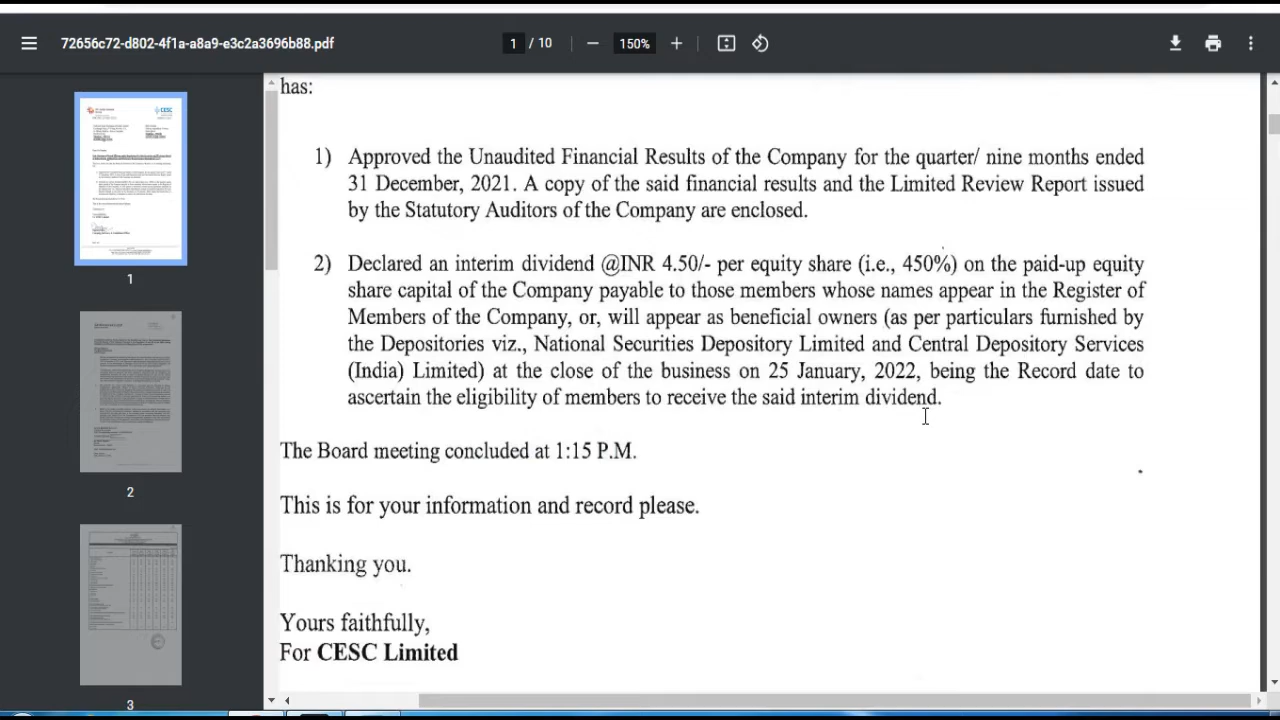 72656c72-d802-4f1a-a8a9-e3c2a3696b88.pdf
1 / 10
150%
has:
1) Approved the Unaudited Financial Results of the Company for the quarter/ nine months ended
31 December, 2021. A copy of the said financial results and the Limited Review Report issued
by the Statutory Auditors of the Company are enclosed.
2) Declared an interim dividend @INR 4.50/- per equity share (i.e., 450%) on the paid-up equity
share capital of the Company payable to those members whose names appear in the Register of
Members of the Company, or, will appear as beneficial owners (as per particulars furnished by
the Depositories viz., National Securities Depository Limited and Central Depository Services
(India) Limited) at the close of the business on 25 January, 2022, being the Record date to
ascertain the eligibility of members to receive the said interim dividend.
The Board meeting concluded at 1:15 P.M.
This is for your information and record please.
Thanking you.
Yours faithfully,
For CESC Limited
CESC
1
2
3